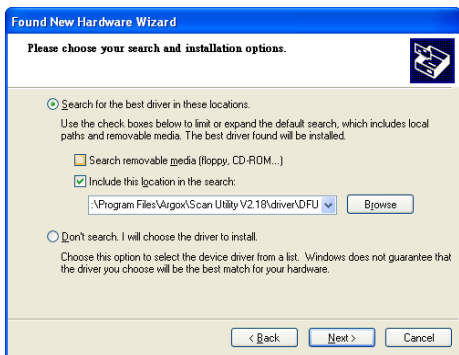 Found New Hardware Wizard
Please choose your search and installation options.
Search for the best driver in these locations.
Use the check boxes below to limit or expand the default search, which includes local
paths and removable media. The best driver found will be installed.
Search removable media (floppy, CD-ROM...)
Include this location in the search:
:\Program Files\Argox\Scan Utility V2.18\driver\DFU
Browse
Don't search. I will choose the driver to install.
Choose this option to select the device driver from a list. Windows does not guarantee that
the driver you choose will be the best match for your hardware.
< Back
Next >
Cancel